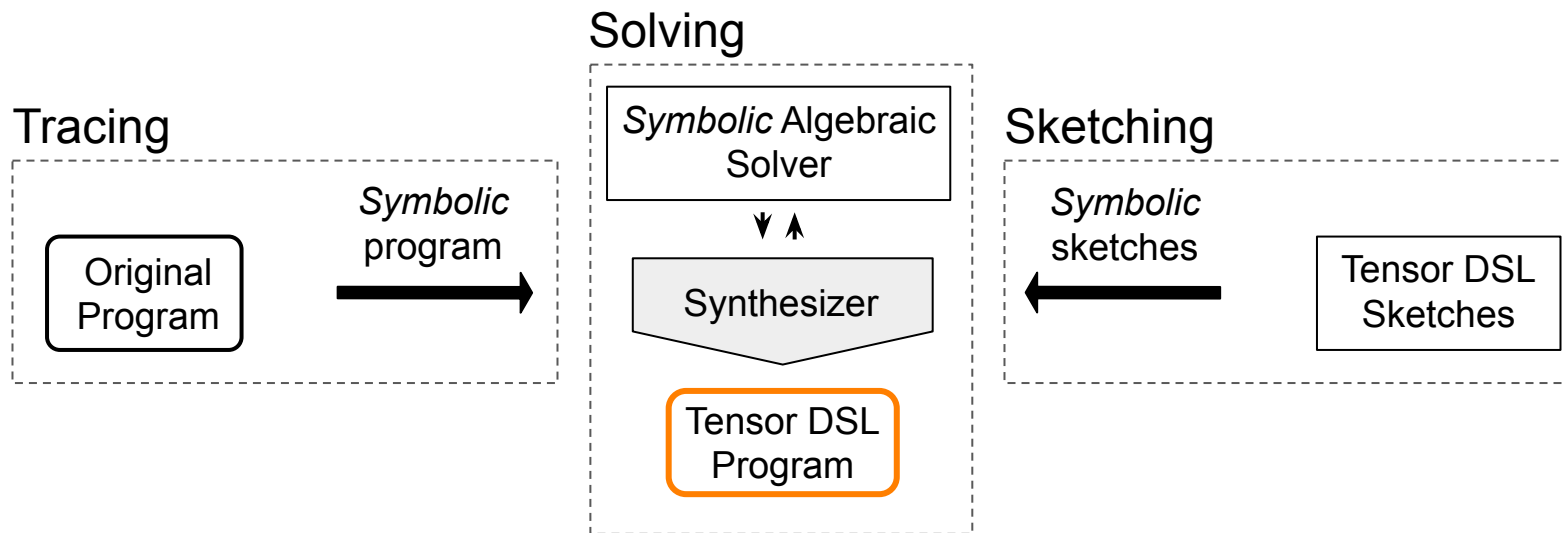 Tracing
Symbolic
program
Original
Program
Solving
Symbolic Algebraic
Solver
Synthesizer
Tensor DSL
Program
Sketching
Symbolic
sketches
Tensor DSL
Sketches